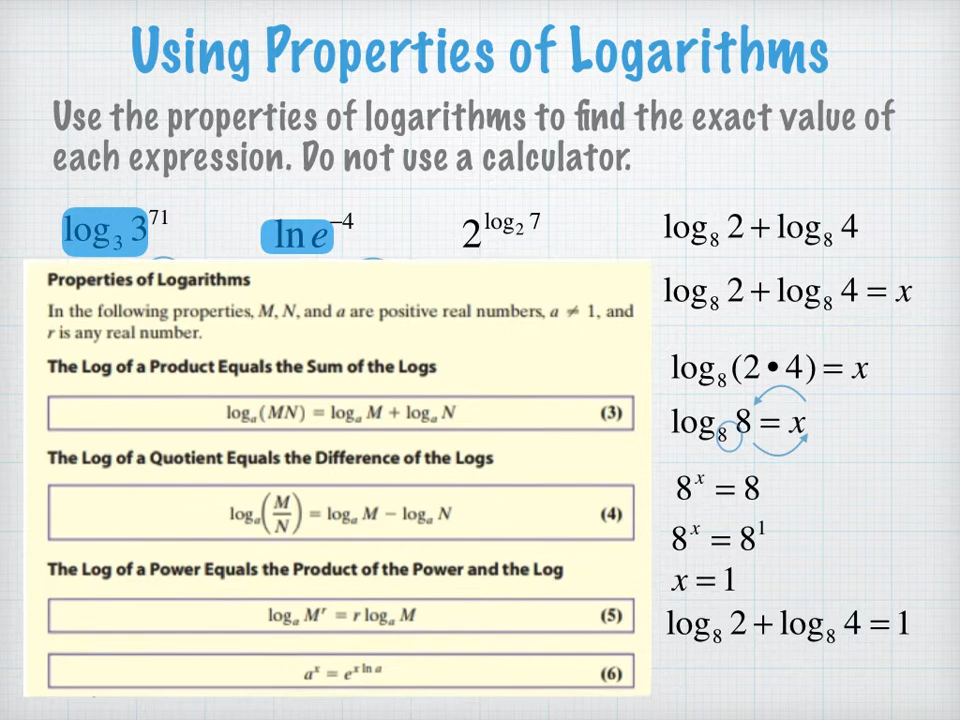 Using Properties of Logarithms
Use the properties of logarithms to find the exact value of
each expression. Do not use a calculator.
log₃ 3⁷¹
ln e⁻⁴
2^(log₂ 7)
log₈ 2 + log₈ 4
Properties of Logarithms
In the following properties, M, N, and a are positive real numbers, a ≠ 1, and
r is any real number.
The Log of a Product Equals the Sum of the Logs
logₐ(MN) = logₐ M + logₐ N (3)
The Log of a Quotient Equals the Difference of the Logs
logₐ(M/N) = logₐ M − logₐ N (4)
The Log of a Power Equals the Product of the Power and the Log
logₐ Mʳ = r logₐ M (5)
aˣ = e^(x ln a) (6)
log₈ 2 + log₈ 4 = x
log₈ (2 • 4) = x
log₈ 8 = x
8ˣ = 8
8ˣ = 8¹
x = 1
log₈ 2 + log₈ 4 = 1